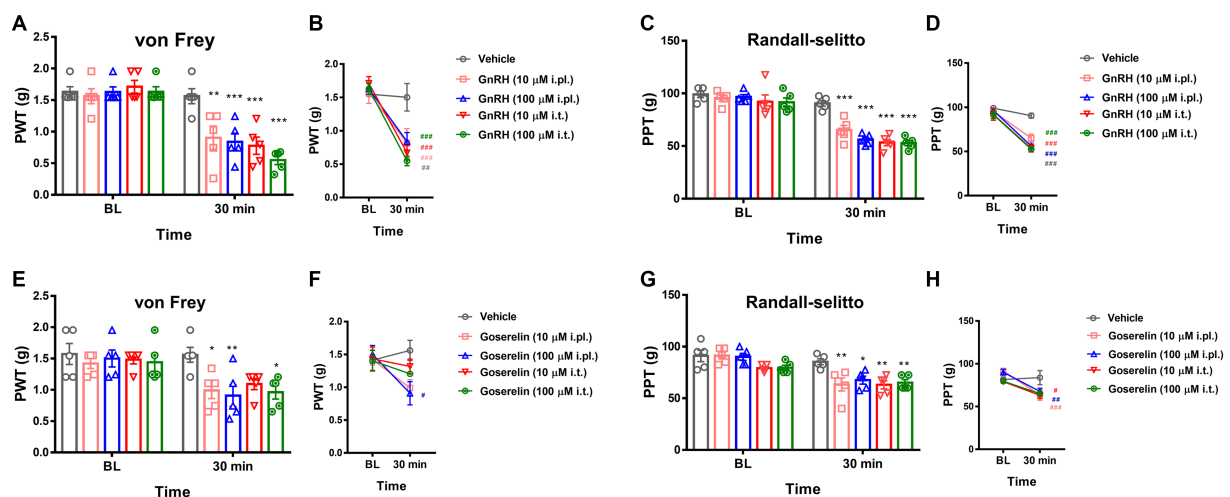 A
von Frey
PWT (g)
2.5
2.0
1.5
1.0
0.5
0.0
** *** *** ***
BL
30 min
Time
B
PWT (g)
2.0
1.5
1.0
0.5
0.0
###
###
###
##
BL
30 min
Time
Vehicle
GnRH (10 μM i.pl.)
GnRH (100 μM i.pl.)
GnRH (10 μM i.t.)
GnRH (100 μM i.t.)
C
Randall-selitto
PPT (g)
150
100
50
0
*** *** *** ***
BL
30 min
Time
D
PPT (g)
150
100
50
0
###
###
###
###
BL
30 min
Time
Vehicle
GnRH (10 μM i.pl.)
GnRH (100 μM i.pl.)
GnRH (10 μM i.t.)
GnRH (100 μM i.t.)
E
von Frey
PWT (g)
2.5
2.0
1.5
1.0
0.5
0.0
* ** *
BL
30 min
Time
F
PWT (g)
2.0
1.5
1.0
0.5
0.0
#
BL
30 min
Time
Vehicle
Goserelin (10 μM i.pl.)
Goserelin (100 μM i.pl.)
Goserelin (10 μM i.t.)
Goserelin (100 μM i.t.)
G
Randall-selitto
PPT (g)
150
100
50
0
** * ** **
BL
30 min
Time
H
PPT (g)
150
100
50
0
#
##
###
BL
30 min
Time
Vehicle
Goserelin (10 μM i.pl.)
Goserelin (100 μM i.pl.)
Goserelin (10 μM i.t.)
Goserelin (100 μM i.t.)